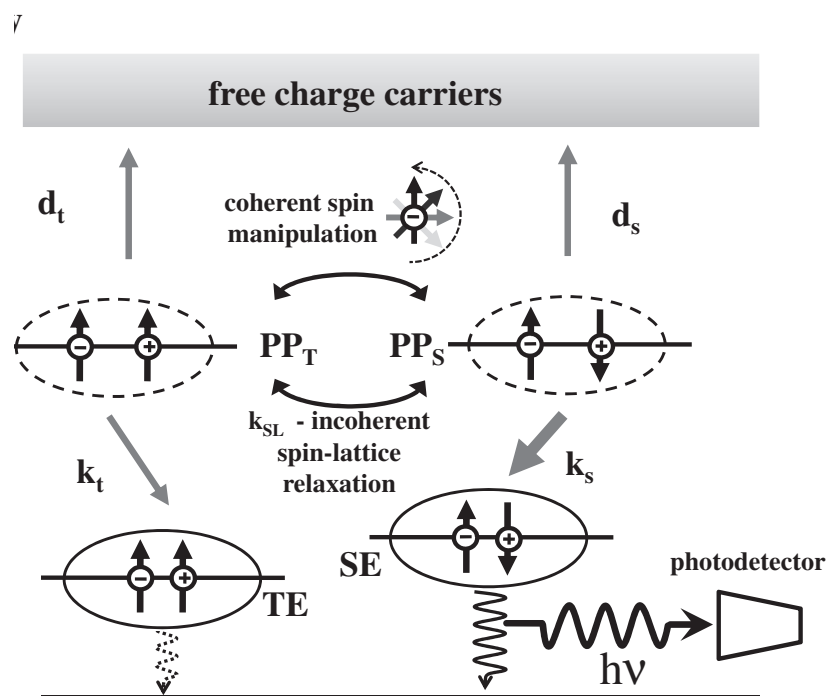 y
free charge carriers
d_t
coherent spin
manipulation
d_s
PP_T
PP_S
k_SL - incoherent
spin-lattice
relaxation
k_t
k_s
SE
photodetector
TE
hν